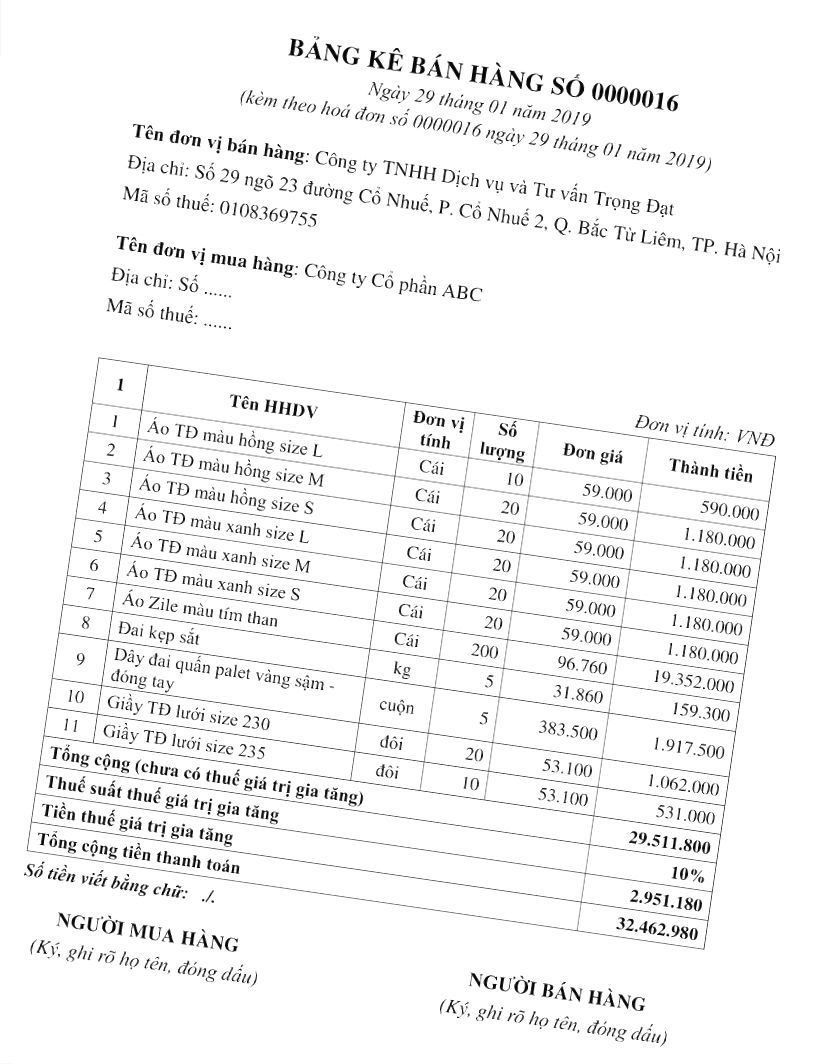 BẢNG KÊ BÁN HÀNG SỐ 0000016
Ngày 29 tháng 01 năm 2019
(kèm theo hoá đơn số 0000016 ngày 29 tháng 01 năm 2019)
Tên đơn vị bán hàng: Công ty TNHH Dịch vụ và Tư vấn Trọng Đạt
Địa chỉ: Số 29 ngõ 23 đường Cổ Nhuế, P. Cổ Nhuế 2, Q. Bắc Từ Liêm, TP. Hà Nội
Mã số thuế: 0108369755
Tên đơn vị mua hàng: Công ty Cổ phần ABC
Địa chỉ: Số ......
Mã số thuế: ......
Đơn vị tính: VNĐ
1 Tên HHDV Đơn vị tính Số lượng Đơn giá Thành tiền
1 Áo TĐ màu hồng size L Cái 10 59.000 590.000
2 Áo TĐ màu hồng size M Cái 20 59.000 1.180.000
3 Áo TĐ màu hồng size S Cái 20 59.000 1.180.000
4 Áo TĐ màu xanh size L Cái 20 59.000 1.180.000
5 Áo TĐ màu xanh size M Cái 20 59.000 1.180.000
6 Áo TĐ màu xanh size S Cái 20 59.000 1.180.000
7 Áo Zile màu tím than Cái 200 96.760 19.352.000
8 Đai kẹp sắt kg 5 31.860 159.300
9 Dây đai quấn palet vàng sậm - đóng tay cuộn 5 383.500 1.917.500
10 Giầy TĐ lưới size 230 đôi 20 53.100 1.062.000
11 Giầy TĐ lưới size 235 đôi 10 53.100 531.000
Tổng cộng (chưa có thuế giá trị gia tăng) 29.511.800
Thuế suất thuế giá trị gia tăng 10%
Tiền thuế giá trị gia tăng 2.951.180
Tổng cộng tiền thanh toán 32.462.980
Số tiền viết bằng chữ: ./.
NGƯỜI MUA HÀNG
(Ký, ghi rõ họ tên, đóng dấu)
NGƯỜI BÁN HÀNG
(Ký, ghi rõ họ tên, đóng dấu)